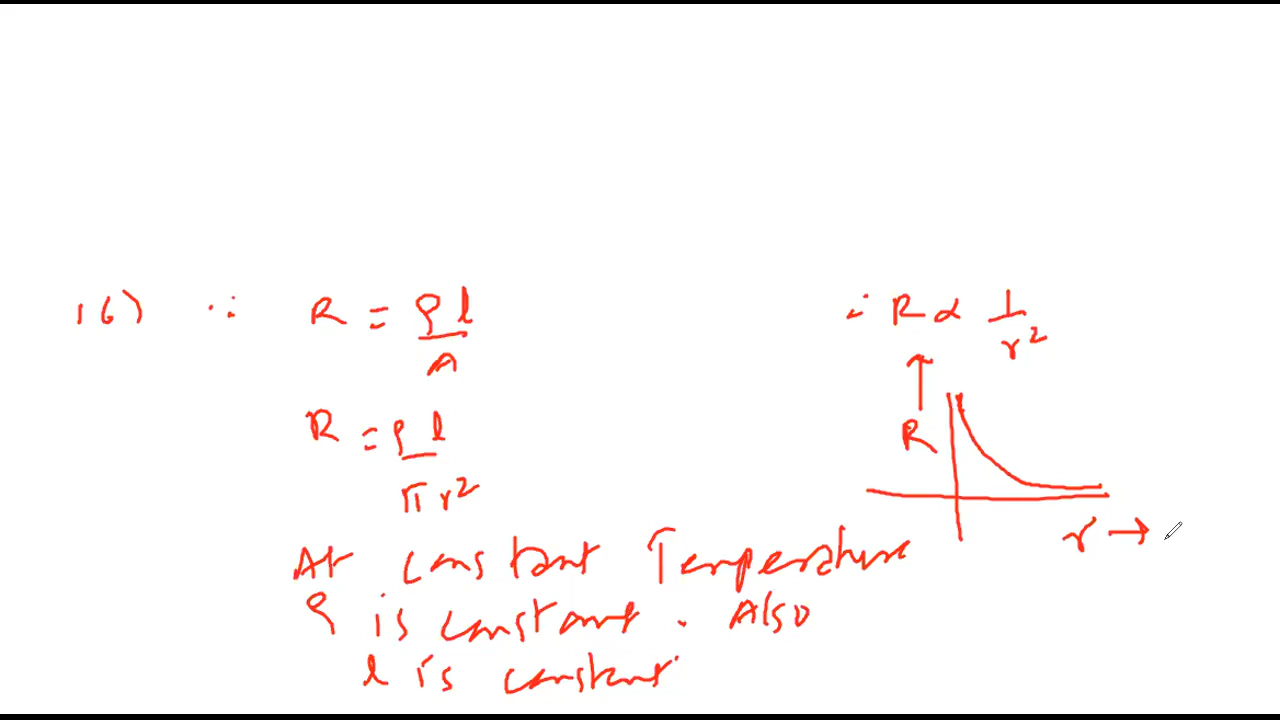 16) ∵ R = ρl / A
R = ρl / πr²
At constant Temperature
ρ is constant. Also
l is constant
∴ R ∝ 1 / r²
R
r →